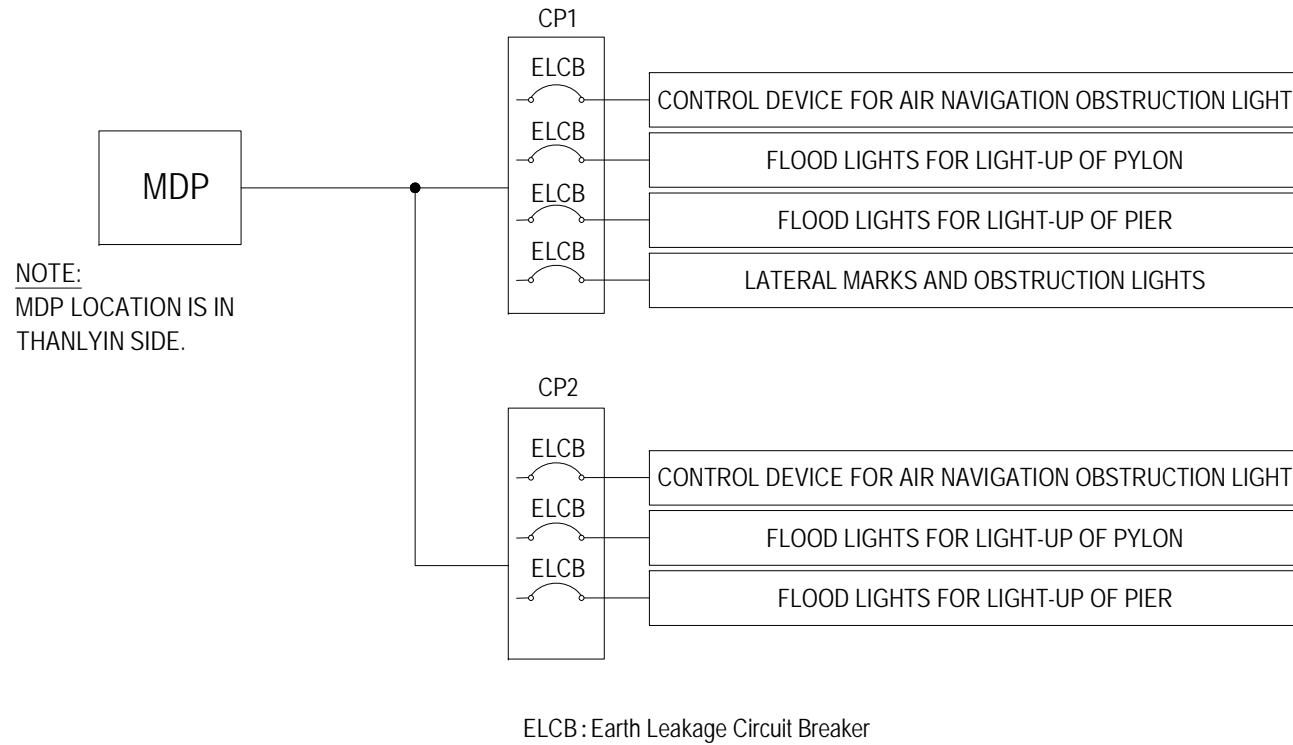 CP1
ELCB
CONTROL DEVICE FOR AIR NAVIGATION OBSTRUCTION LIGHT
ELCB
FLOOD LIGHTS FOR LIGHT-UP OF PYLON
MDP
ELCB
FLOOD LIGHTS FOR LIGHT-UP OF PIER
ELCB
LATERAL MARKS AND OBSTRUCTION LIGHTS
NOTE:
MDP LOCATION IS IN
THANLYIN SIDE.
CP2
ELCB
CONTROL DEVICE FOR AIR NAVIGATION OBSTRUCTION LIGHT
ELCB
FLOOD LIGHTS FOR LIGHT-UP OF PYLON
ELCB
FLOOD LIGHTS FOR LIGHT-UP OF PIER
ELCB : Earth Leakage Circuit Breaker